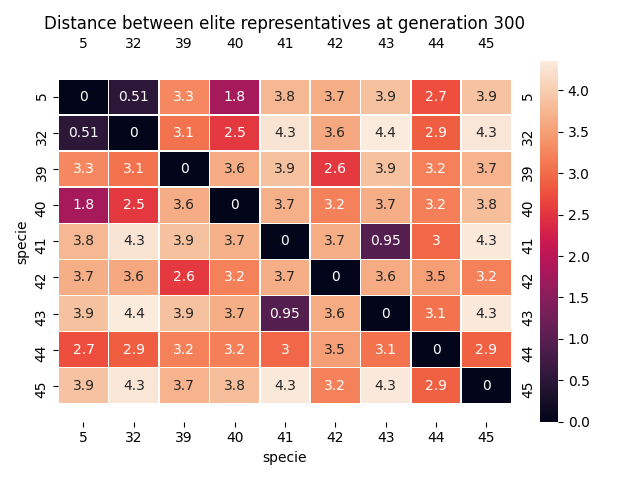 Distance between elite representatives at generation 300
5 32 39 40 41 42 43 44 45
5 0 0.51 3.3 1.8 3.8 3.7 3.9 2.7 3.9 5
32 0.51 0 3.1 2.5 4.3 3.6 4.4 2.9 4.3 32
39 3.3 3.1 0 3.6 3.9 2.6 3.9 3.2 3.7 39
40 1.8 2.5 3.6 0 3.7 3.2 3.7 3.2 3.8 40
41 3.8 4.3 3.9 3.7 0 3.7 0.95 3 4.3 41
42 3.7 3.6 2.6 3.2 3.7 0 3.6 3.5 3.2 42
43 3.9 4.4 3.9 3.7 0.95 3.6 0 3.1 4.3 43
44 2.7 2.9 3.2 3.2 3 3.5 3.1 0 2.9 44
45 3.9 4.3 3.7 3.8 4.3 3.2 4.3 2.9 0 45
5 32 39 40 41 42 43 44 45
specie
specie
4.0
3.5
3.0
2.5
2.0
1.5
1.0
0.5
0.0